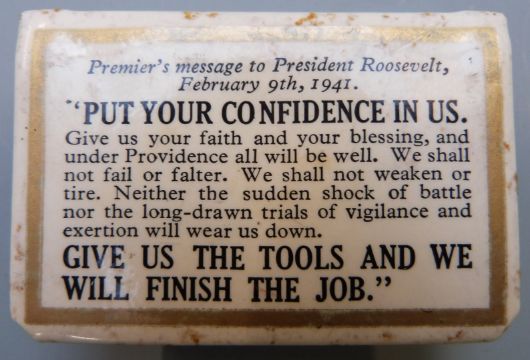 Premier's message to President Roosevelt,
February 9th, 1941.
"PUT YOUR CONFIDENCE IN US.
Give us your faith and your blessing, and
under Providence all will be well. We shall
not fail or falter. We shall not weaken or
tire. Neither the sudden shock of battle
nor the long-drawn trials of vigilance and
exertion will wear us down.
GIVE US THE TOOLS AND WE
WILL FINISH THE JOB."